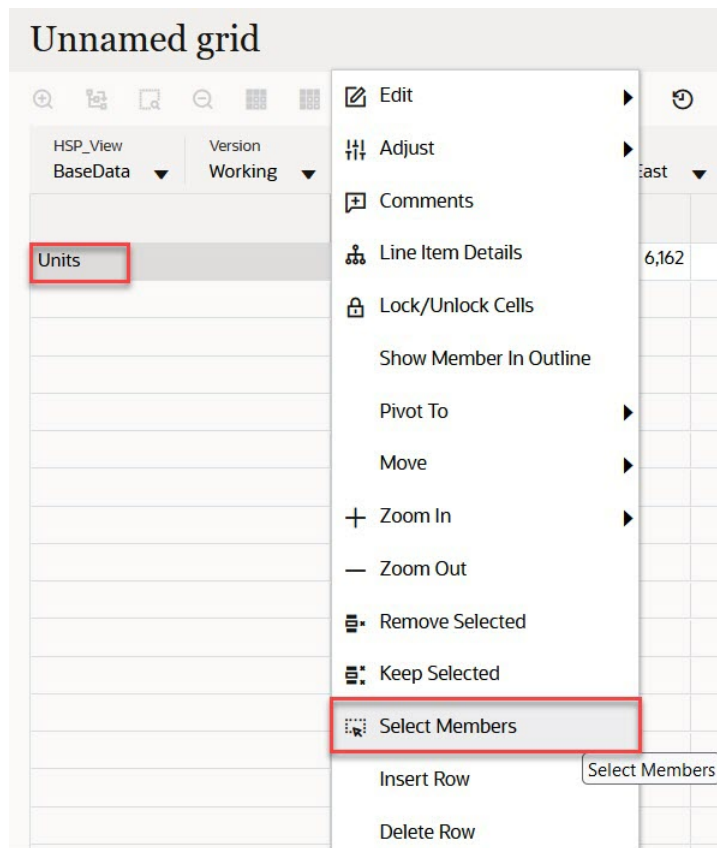 Unnamed grid
HSP_View
BaseData
Version
Working
Units
Edit
Adjust
Comments
Line Item Details
Lock/Unlock Cells
Show Member In Outline
Pivot To
Move
Zoom In
Zoom Out
Remove Selected
Keep Selected
Select Members
Insert Row
Delete Row
East
6,162
Select Members